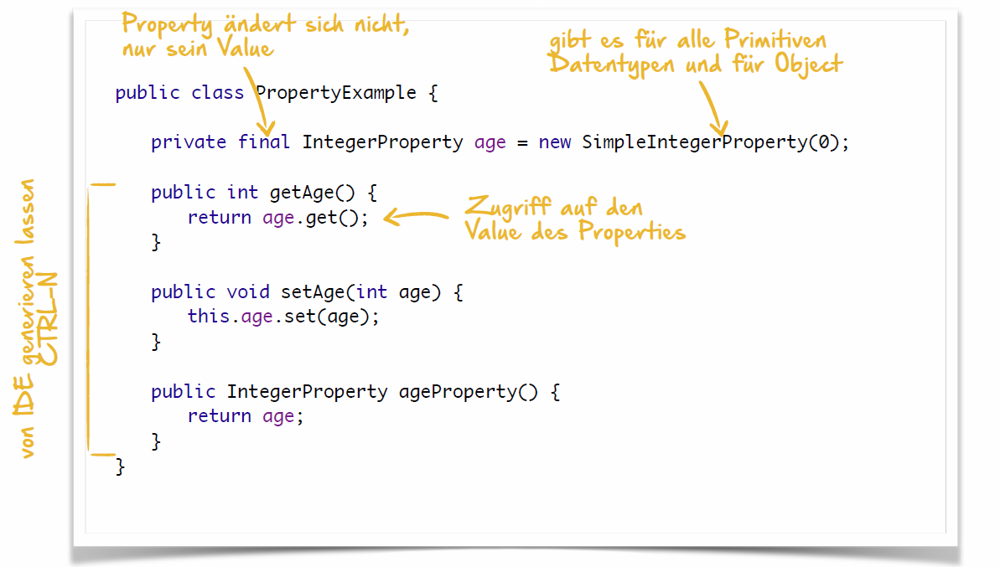 Property ändert sich nicht,
nur sein Value
gibt es für alle Primitiven
Datentypen und für Object
public class PropertyExample {
private final IntegerProperty age = new SimpleIntegerProperty(0);
public int getAge() {
return age.get();
}
Zugriff auf den
Value des Properties
public void setAge(int age) {
this.age.set(age);
}
public IntegerProperty ageProperty() {
return age;
}
}
von IDE generieren lassen
CTRL-N